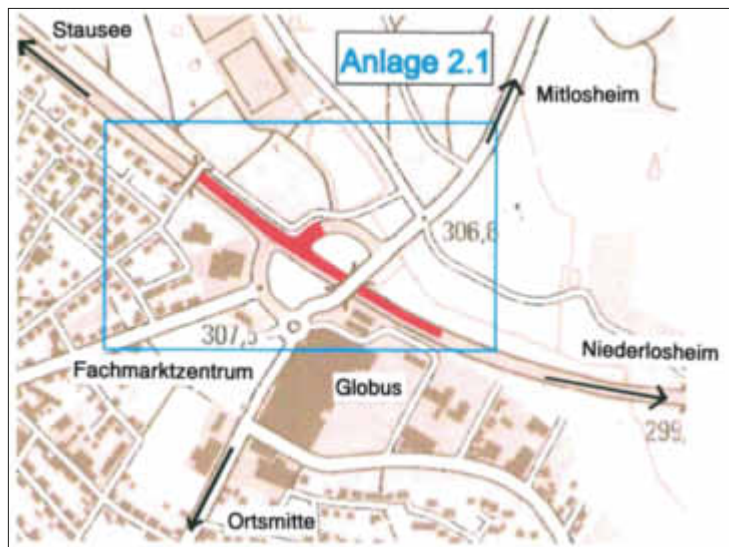 Stausee
Anlage 2.1
Mitlosheim
306,8
307,5
Niederlosheim
Fachmarktzentrum
Globus
299,
Ortsmitte